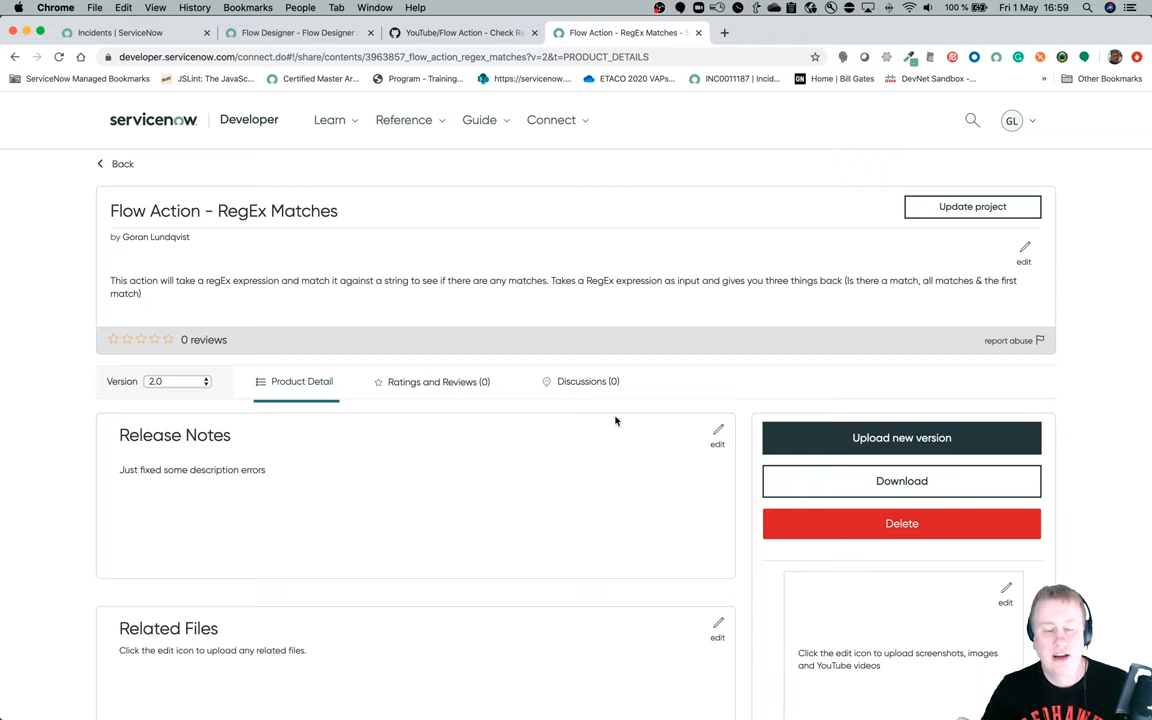 Chrome File Edit View History Bookmarks People Tab Window Help 100 % Fri 1 May 16:59
Incidents | ServiceNow
Flow Designer - Flow Designer
YouTube/Flow Action - Check Re
Flow Action - RegEx Matches - S
developer.servicenow.com/connect.do#!/share/contents/3963857_flow_action_regex_matches?v=2&t=PRODUCT_DETAILS
ServiceNow Managed Bookmarks JSLint: The JavaSc... Certified Master Ar... Program - Training... https://servicenow.... ETACO 2020 VAPs... INC0011187 | Incid... GN Home | Bill Gates DevNet Sandbox -... » Other Bookmarks
servicenow Developer Learn Reference Guide Connect GL
Back
Flow Action - RegEx Matches
Update project
by Goran Lundqvist
edit
This action will take a regEx expression and match it against a string to see if there are any matches. Takes a RegEx expression as input and gives you three things back (Is there a match, all matches & the first
match)
0 reviews
report abuse
Version 2.0 Product Detail Ratings and Reviews (0) Discussions (0)
Release Notes
edit
Just fixed some description errors
Upload new version
Download
Delete
Related Files
edit
Click the edit icon to upload any related files.
edit
Click the edit icon to upload screenshots, images
and YouTube videos